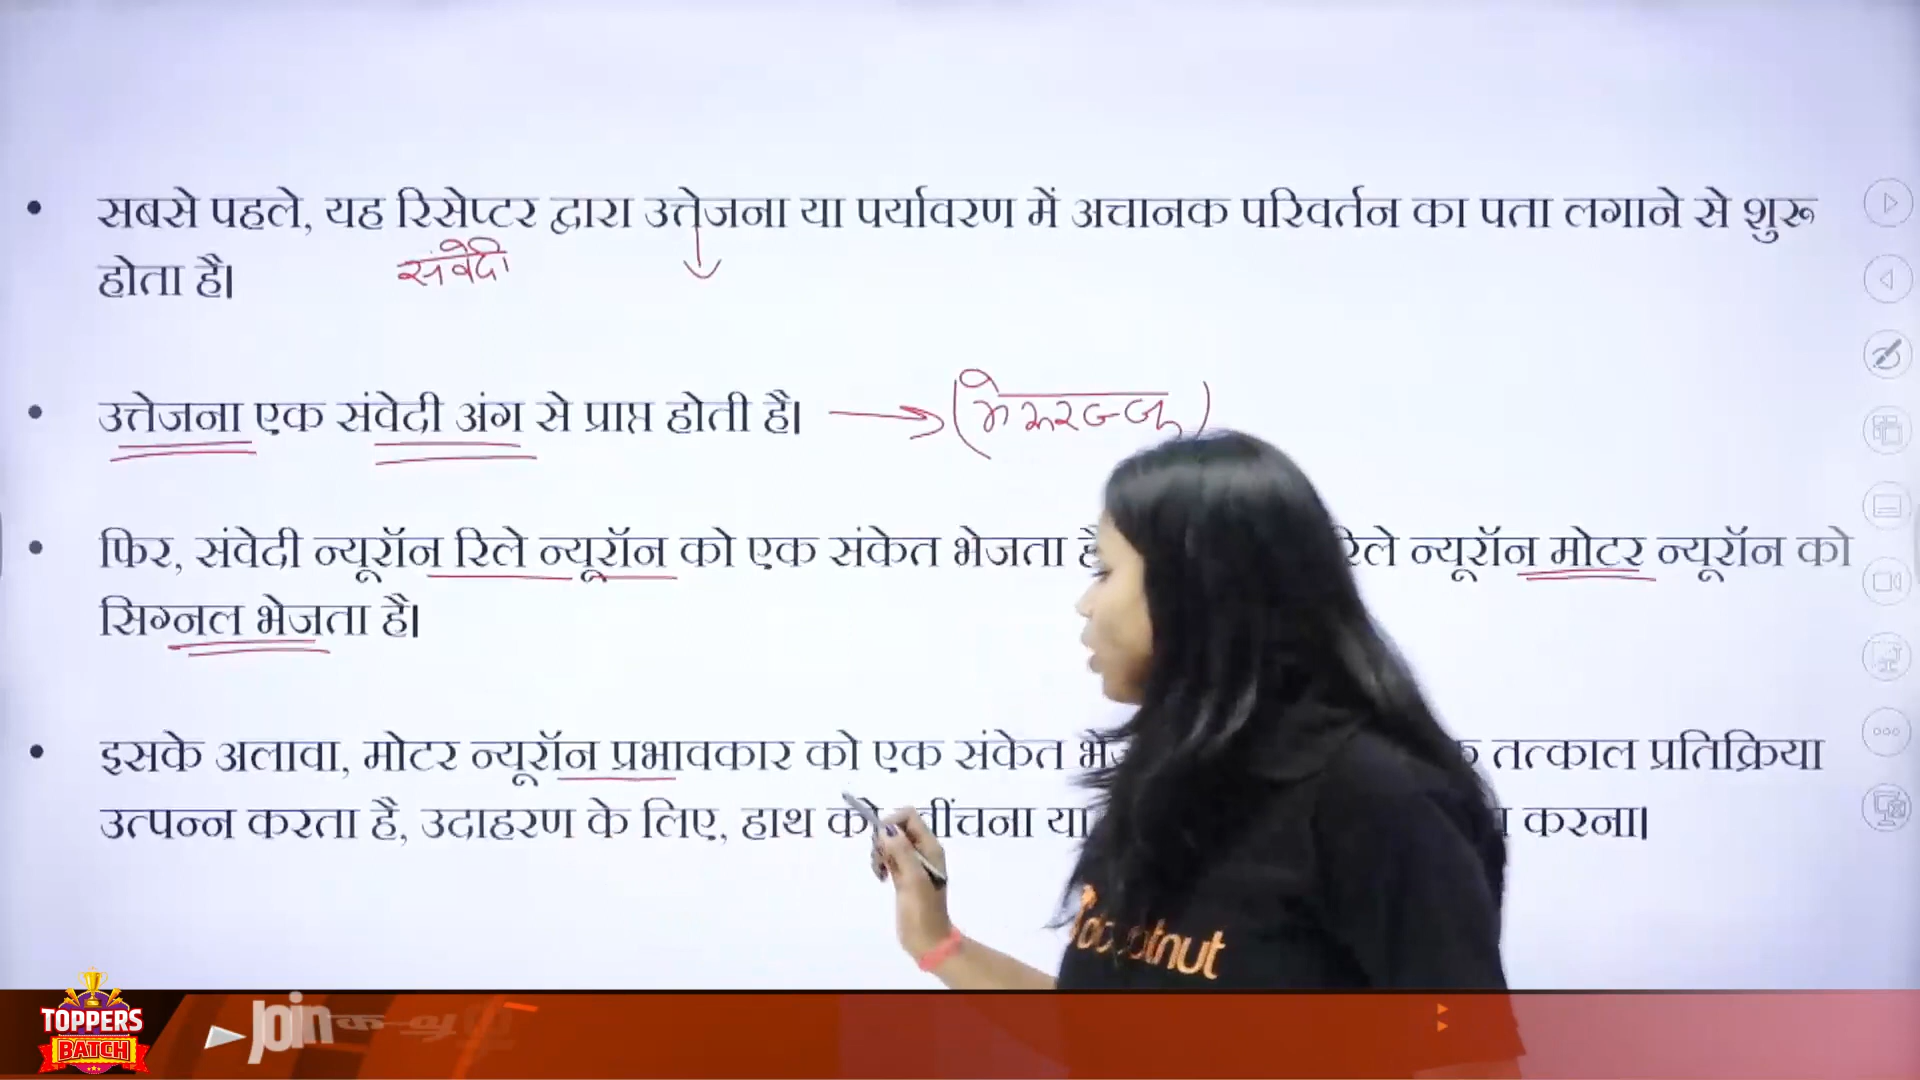 सबसे पहले, यह रिसेप्टर द्वारा उत्तेजना या पर्यावरण में अचानक परिवर्तन का पता लगाने से शुरू
संवेदी
होता है।
उत्तेजना एक संवेदी अंग से प्राप्त होती है।
(मेरूरज्जू)
फिर, संवेदी न्यूरॉन रिले न्यूरॉन को एक संकेत भेजता है रिले न्यूरॉन मोटर न्यूरॉन को
सिग्नल भेजता है।
इसके अलावा, मोटर न्यूरॉन प्रभावकार को एक संकेत तत्काल प्रतिक्रिया
उत्पन्न करता है, उदाहरण के लिए, हाथ को खींचना या करना।
doubtnut
TOPPERS
BATCH
Join